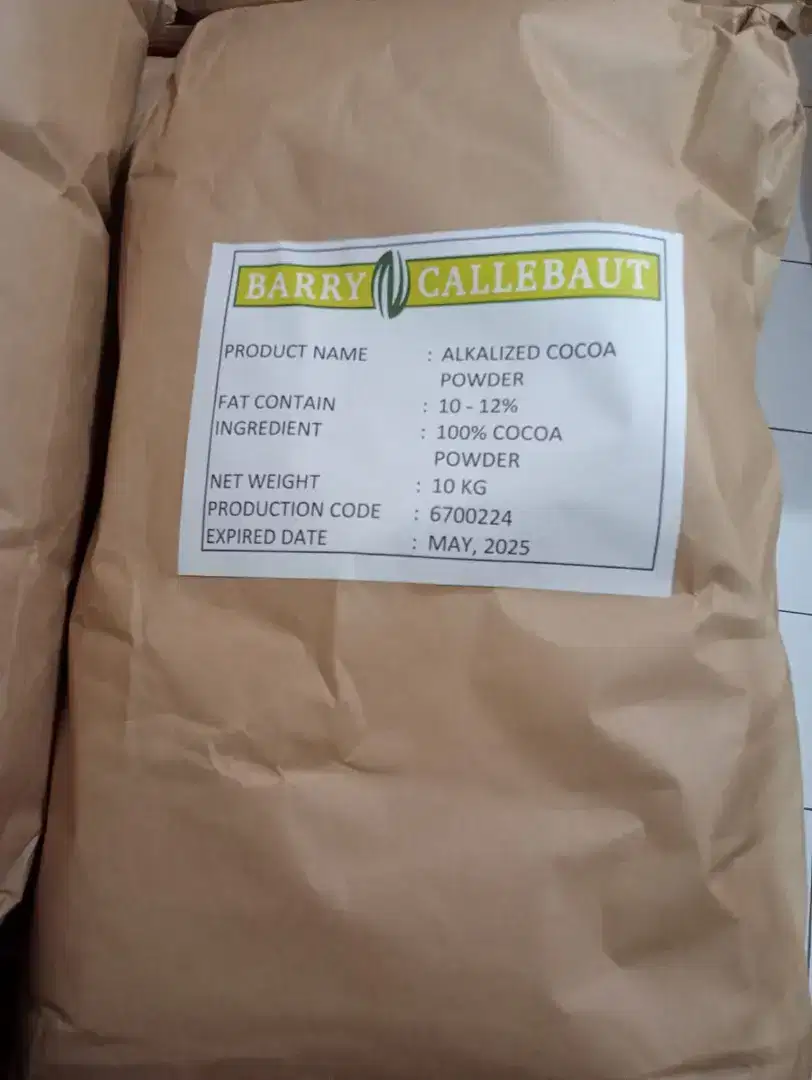 BARRY CALLEBAUT
PRODUCT NAME : ALKALIZED COCOA
POWDER
FAT CONTAIN : 10 - 12%
INGREDIENT : 100% COCOA
POWDER
NET WEIGHT : 10 KG
PRODUCTION CODE : 6700224
EXPIRED DATE : MAY, 2025